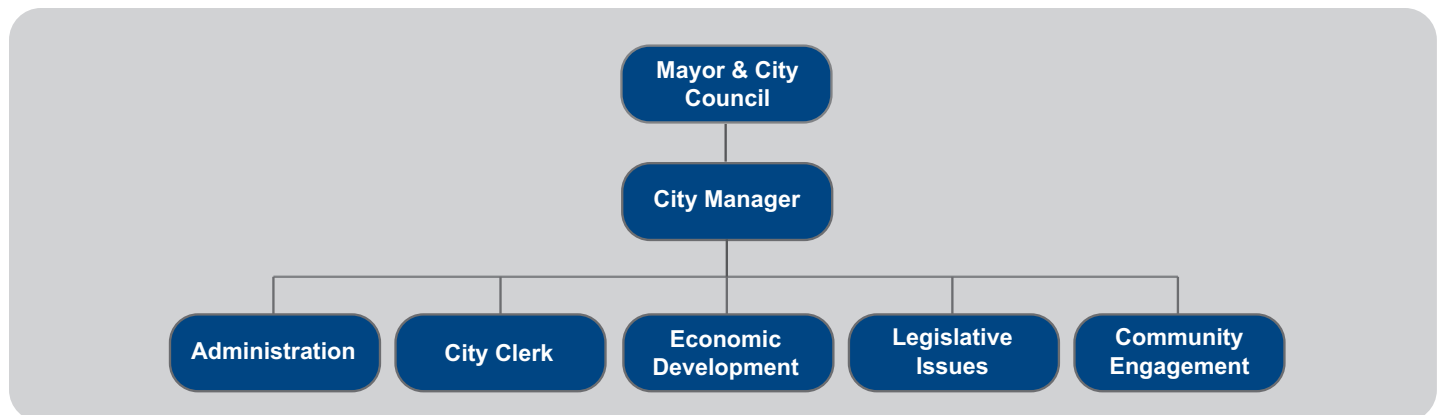 Mayor & City
Council
City Manager
Administration
City Clerk
Economic
Development
Legislative
Issues
Community
Engagement